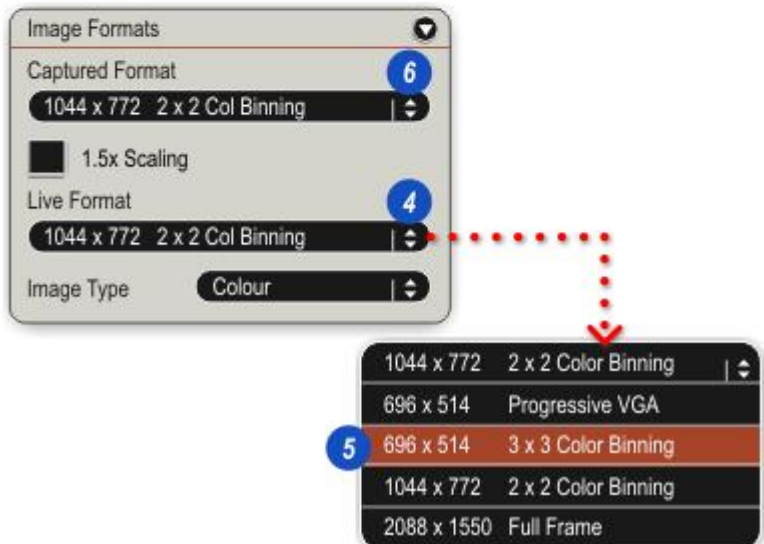 Image Formats
Captured Format
6
1044 x 772 2 x 2 Col Binning
1.5x Scaling
Live Format
4
1044 x 772 2 x 2 Col Binning
Image Type Colour
1044 x 772 2 x 2 Color Binning
696 x 514 Progressive VGA
5
696 x 514 3 x 3 Color Binning
1044 x 772 2 x 2 Color Binning
2088 x 1550 Full Frame